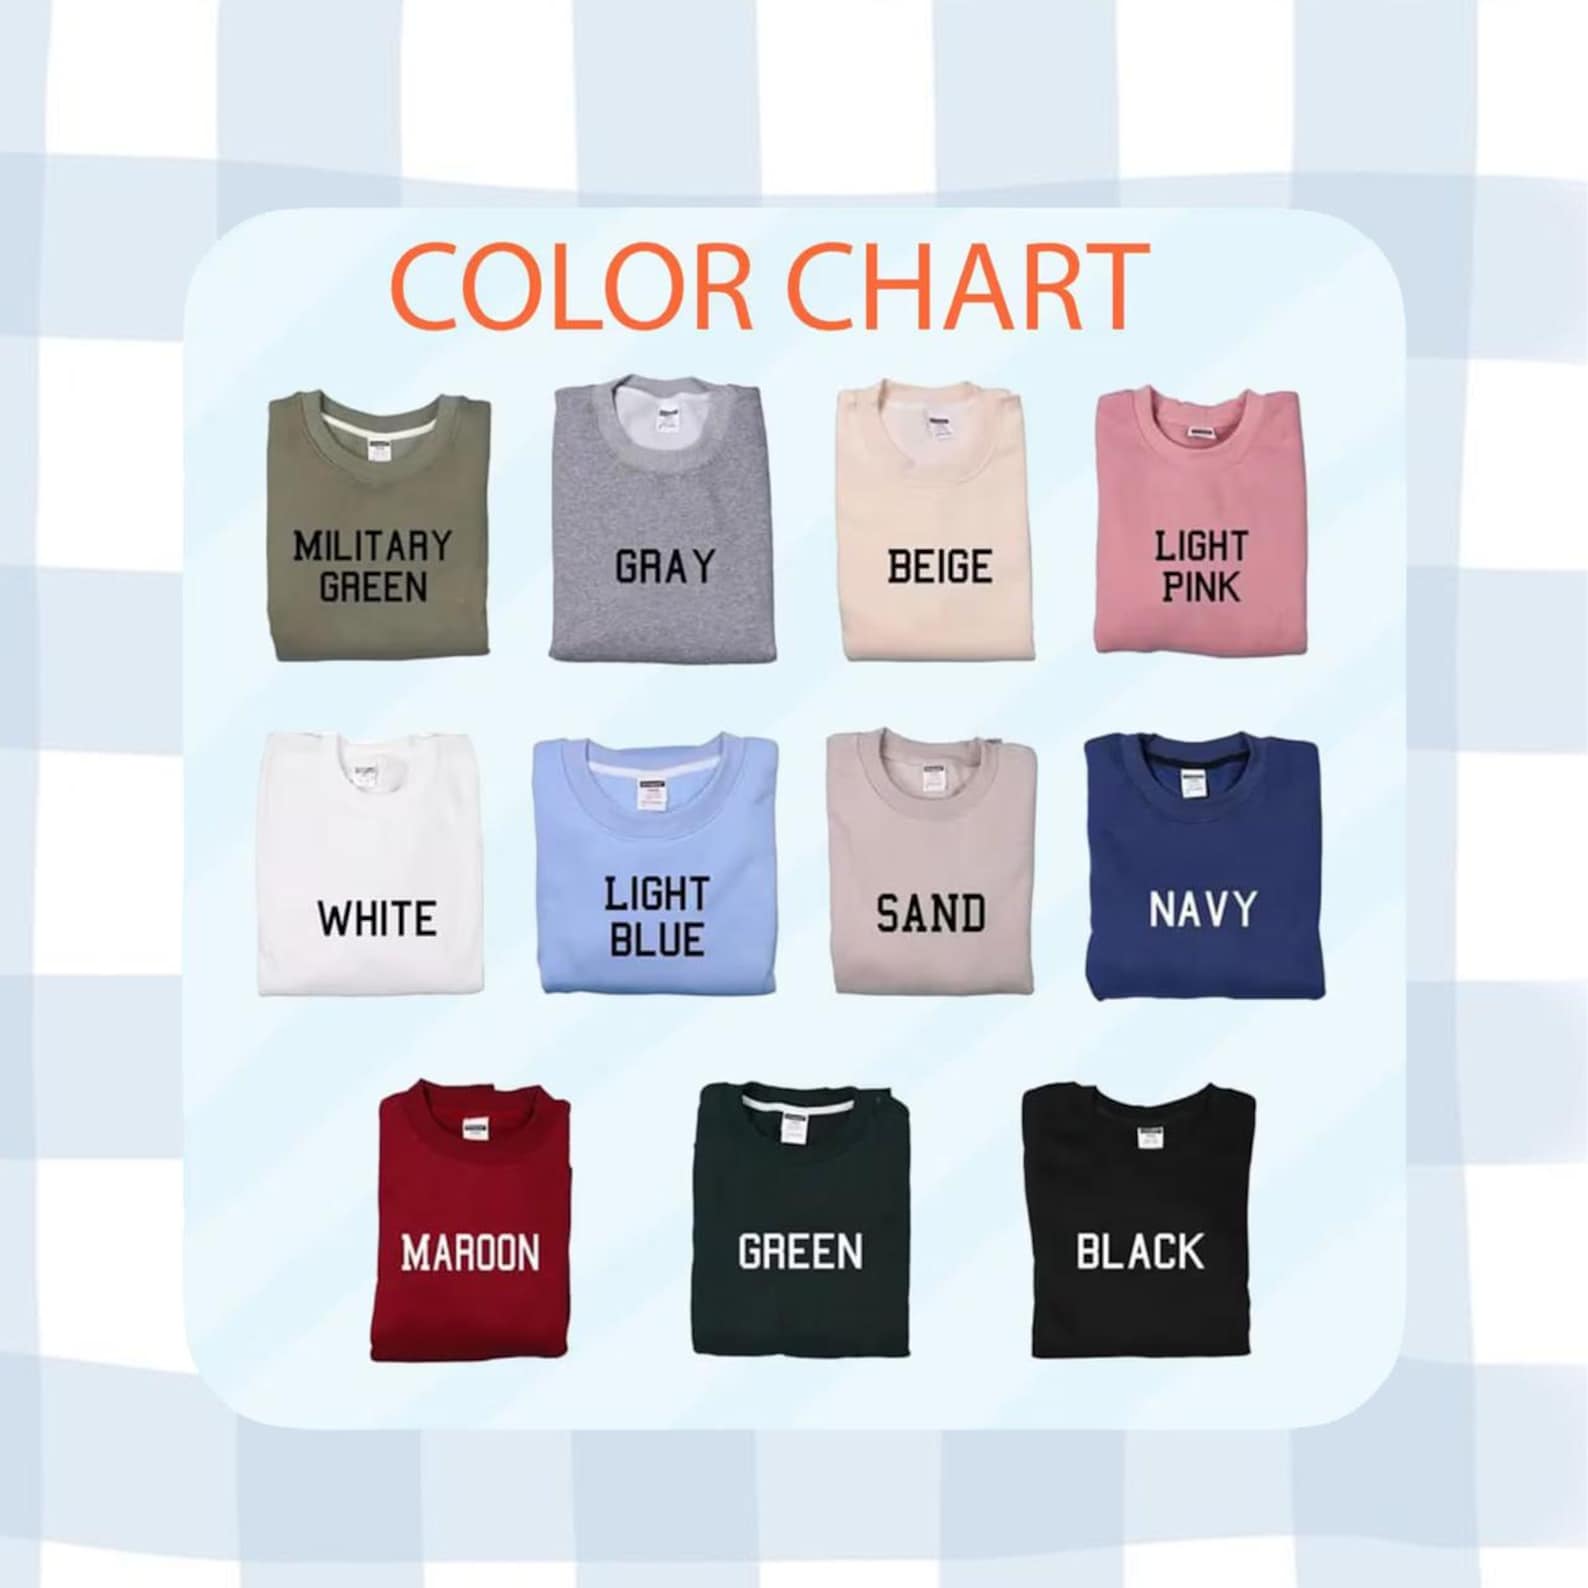 COLOR CHART
MILITARY
GREEN
GRAY
BEIGE
LIGHT
PINK
WHITE
LIGHT
BLUE
SAND
NAVY
MAROON
GREEN
BLACK